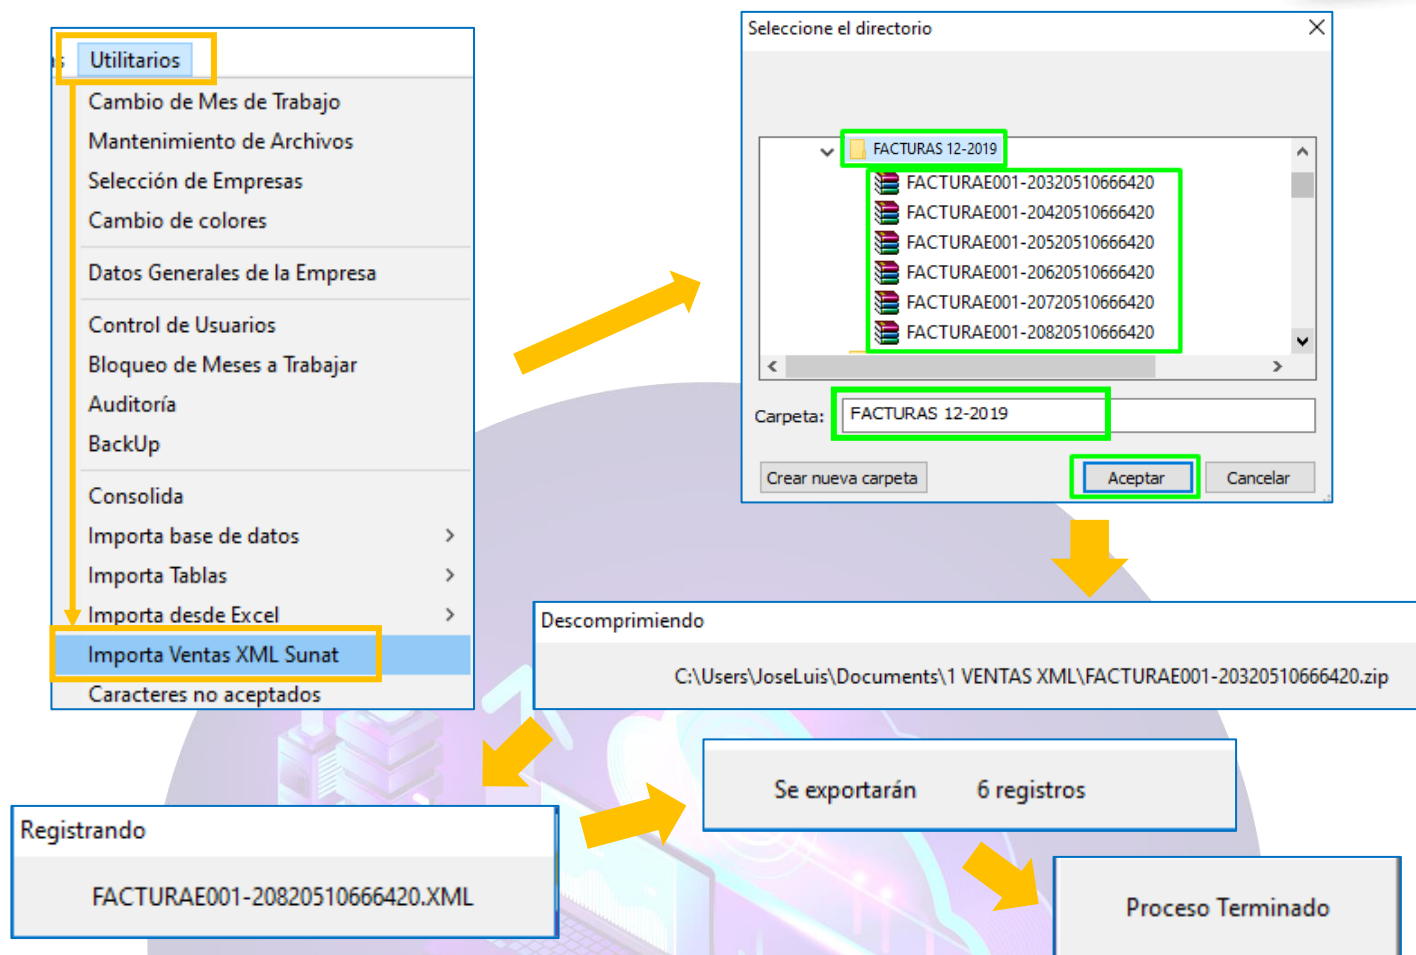 Utilitarios
Cambio de Mes de Trabajo
Mantenimiento de Archivos
Selección de Empresas
Cambio de colores
Datos Generales de la Empresa
Control de Usuarios
Bloqueo de Meses a Trabajar
Auditoría
BackUp
Consolida
Importa base de datos
Importa Tablas
Importa desde Excel
Importa Ventas XML Sunat
Caracteres no aceptados
Seleccione el directorio
FACTURAS 12-2019
FACTURAE001-20320510666420
FACTURAE001-20420510666420
FACTURAE001-20520510666420
FACTURAE001-20620510666420
FACTURAE001-20720510666420
FACTURAE001-20820510666420
Carpeta: FACTURAS 12-2019
Crear nueva carpeta Aceptar Cancelar
Descomprimiendo
C:\Users\JoseLuis\Documents\1 VENTAS XML\FACTURAE001-20320510666420.zip
Registrando
FACTURAE001-20820510666420.XML
Se exportarán 6 registros
Proceso Terminado